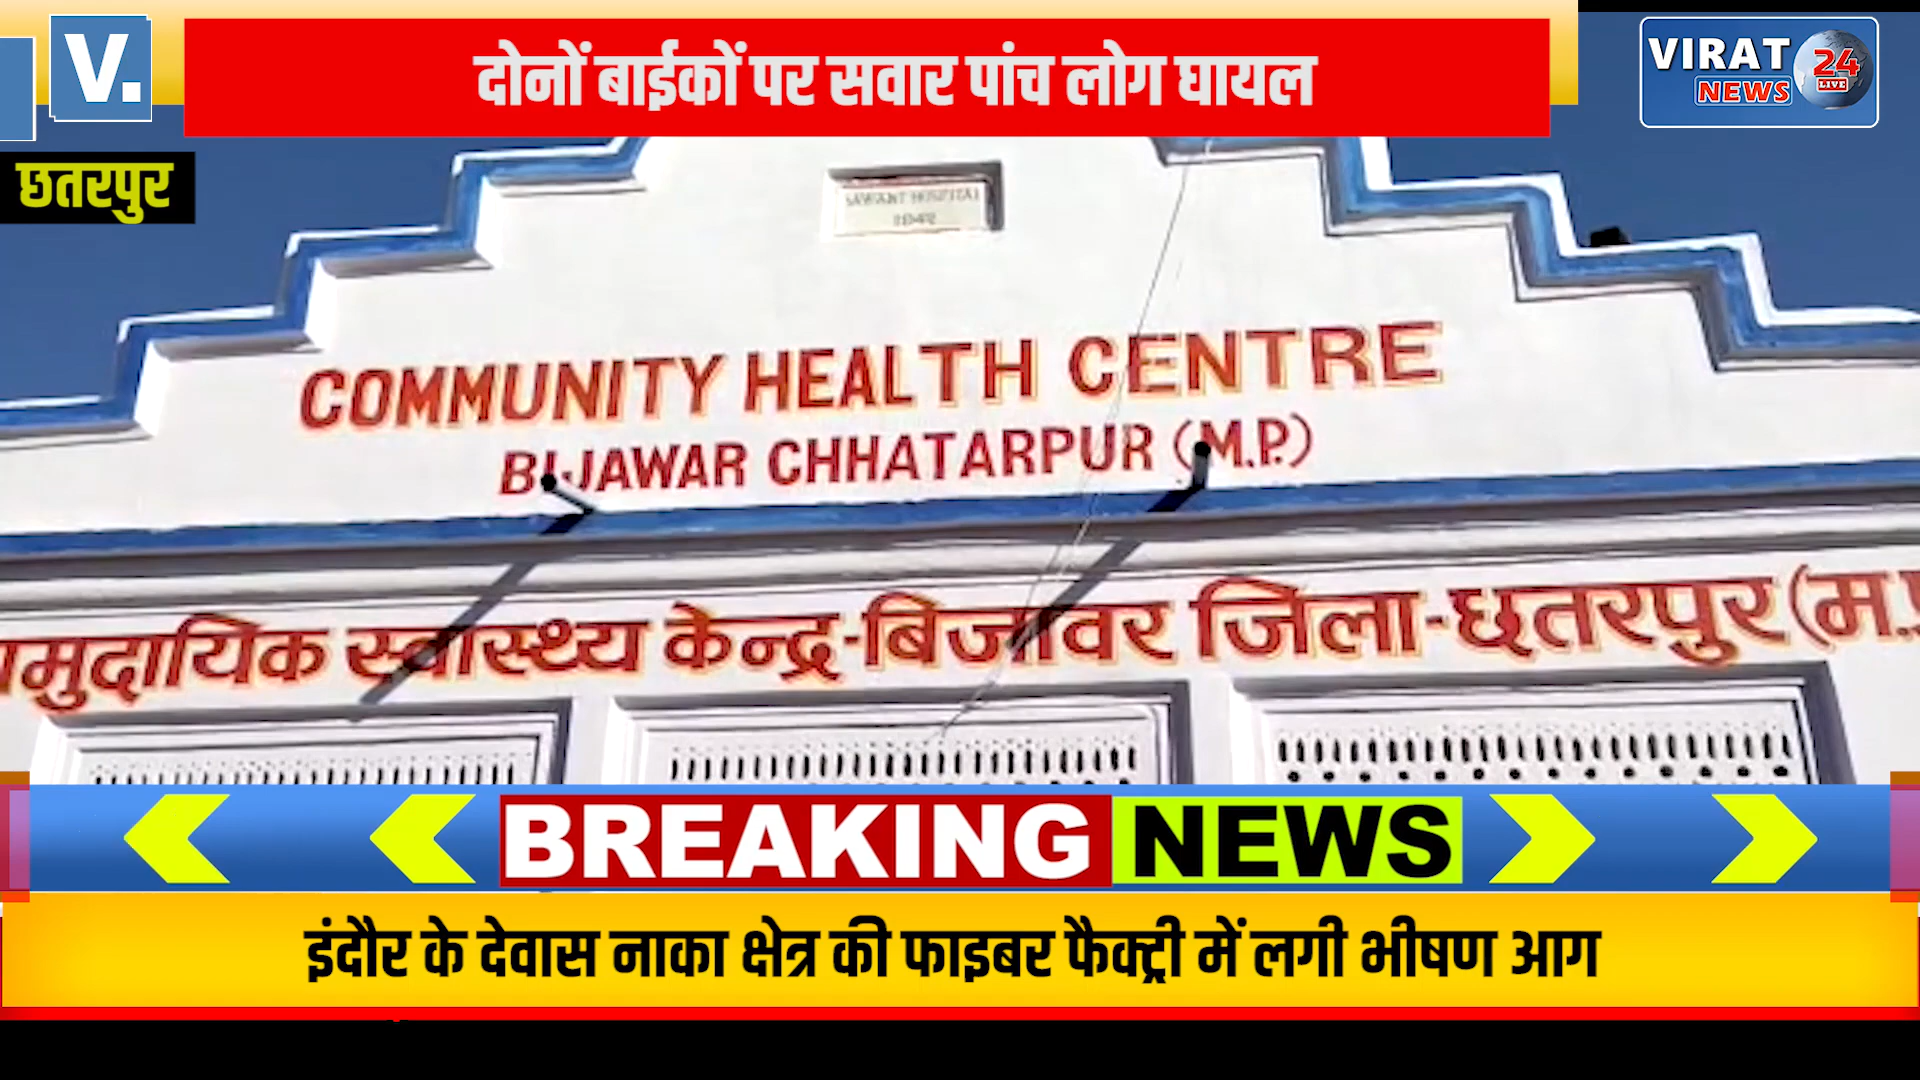 V.
दोनों बाईकों पर सवार पांच लोग घायल
VIRAT
24
NEWS
LIVE
छतरपुर
HOSPITAL
COMMUNITY HEALTH CENTRE
BIJAWAR CHHATARPUR (M.P.)
सामुदायिक स्वास्थ्य केन्द्र-बिजावर जिला-छतरपुर (म.प्र
BREAKING NEWS
इंदौर के देवास नाका क्षेत्र की फाइबर फैक्ट्री में लगी भीषण आग